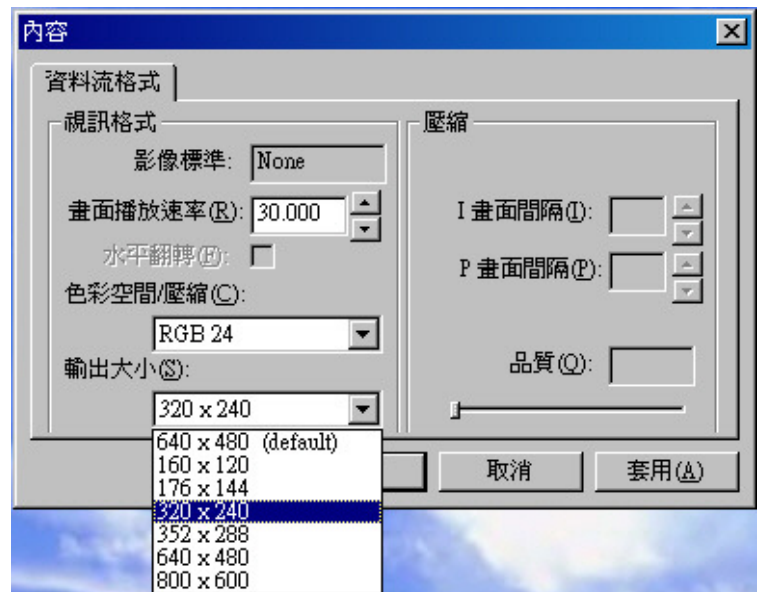 內容
資料流格式
視訊格式
影像標準: None
畫面播放速率(R): 30.000
水平翻轉(F):
色彩空間/壓縮(C):
RGB 24
輸出大小(S):
320 x 240
640 x 480 (default)
160 x 120
176 x 144
320 x 240
352 x 288
640 x 480
800 x 600
壓縮
I 畫面間隔(I):
P 畫面間隔(P):
品質(Q):
取消
套用(A)